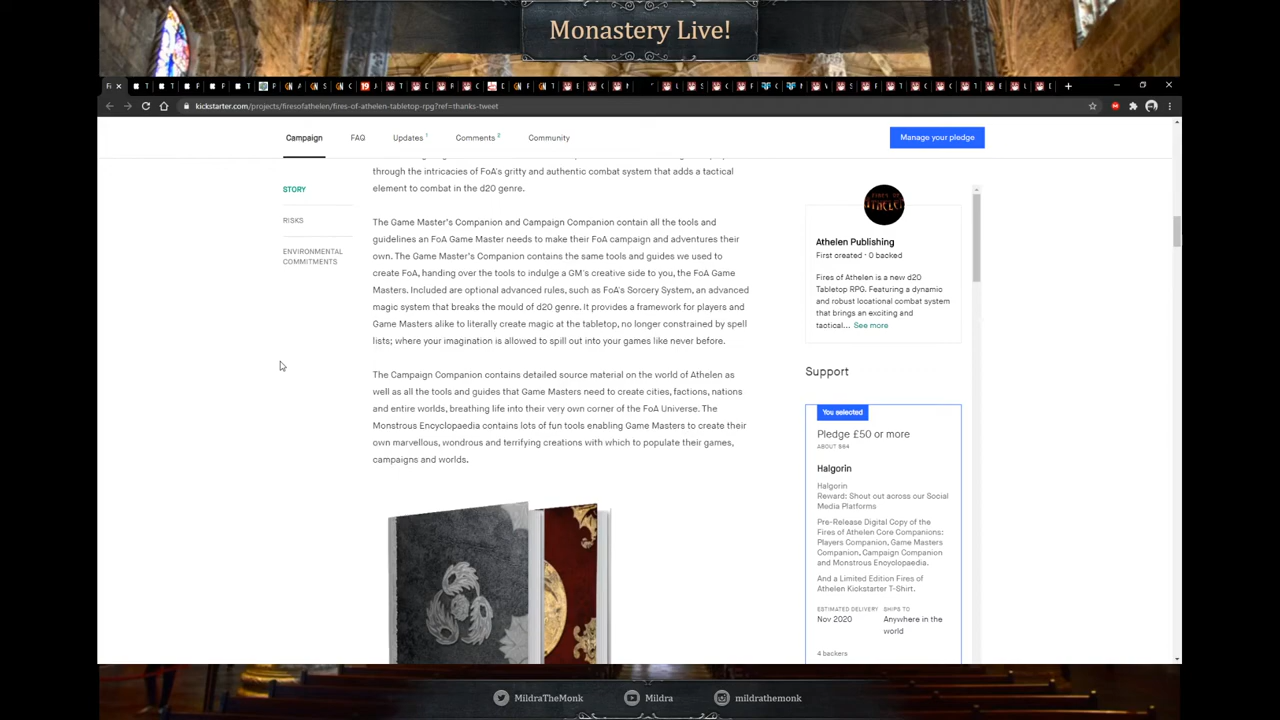 Monastery Live!
kickstarter.com/projects/firesofathelen/fires-of-athelen-tabletop-rpg?ref=thanks-tweet
Campaign FAQ Updates 1 Comments 2 Community Manage your pledge
STORY
RISKS
ENVIRONMENTAL
COMMITMENTS
through the intricacies of FoA's gritty and authentic combat system that adds a tactical
element to combat in the d20 genre.
The Game Master's Companion and Campaign Companion contain all the tools and
guidelines an FoA Game Master needs to make their FoA campaign and adventures their
own. The Game Master's Companion contains the same tools and guides we used to
create FoA, handing over the tools to indulge a GM's creative side to you, the FoA Game
Masters. Included are optional advanced rules, such as FoA's Sorcery System, an advanced
magic system that breaks the mould of d20 genre. It provides a framework for players and
Game Masters alike to literally create magic at the tabletop, no longer constrained by spell
lists; where your imagination is allowed to spill out into your games like never before.
The Campaign Companion contains detailed source material on the world of Athelen as
well as all the tools and guides that Game Masters need to create cities, factions, nations
and entire worlds, breathing life into their very own corner of the FoA Universe. The
Monstrous Encyclopaedia contains lots of fun tools enabling Game Masters to create their
own marvellous, wondrous and terrifying creations with which to populate their games,
campaigns and worlds.
FIRES OF
ATHELEN
Athelen Publishing
First created · 0 backed
Fires of Athelen is a new d20
Tabletop RPG. Featuring a dynamic
and robust locational combat system
that brings an exciting and
tactical... See more
Support
You selected
Pledge £50 or more
ABOUT $64
Halgorin
Halgorin
Reward: Shout out across our Social
Media Platforms
Pre-Release Digital Copy of the
Fires of Athelen Core Companions:
Players Companion, Game Masters
Companion, Campaign Companion
and Monstrous Encyclopaedia.
And a Limited Edition Fires of
Athelen Kickstarter T-Shirt.
ESTIMATED DELIVERY SHIPS TO
Nov 2020 Anywhere in the
world
4 backers
MildraTheMonk Mildra mildrathemonk